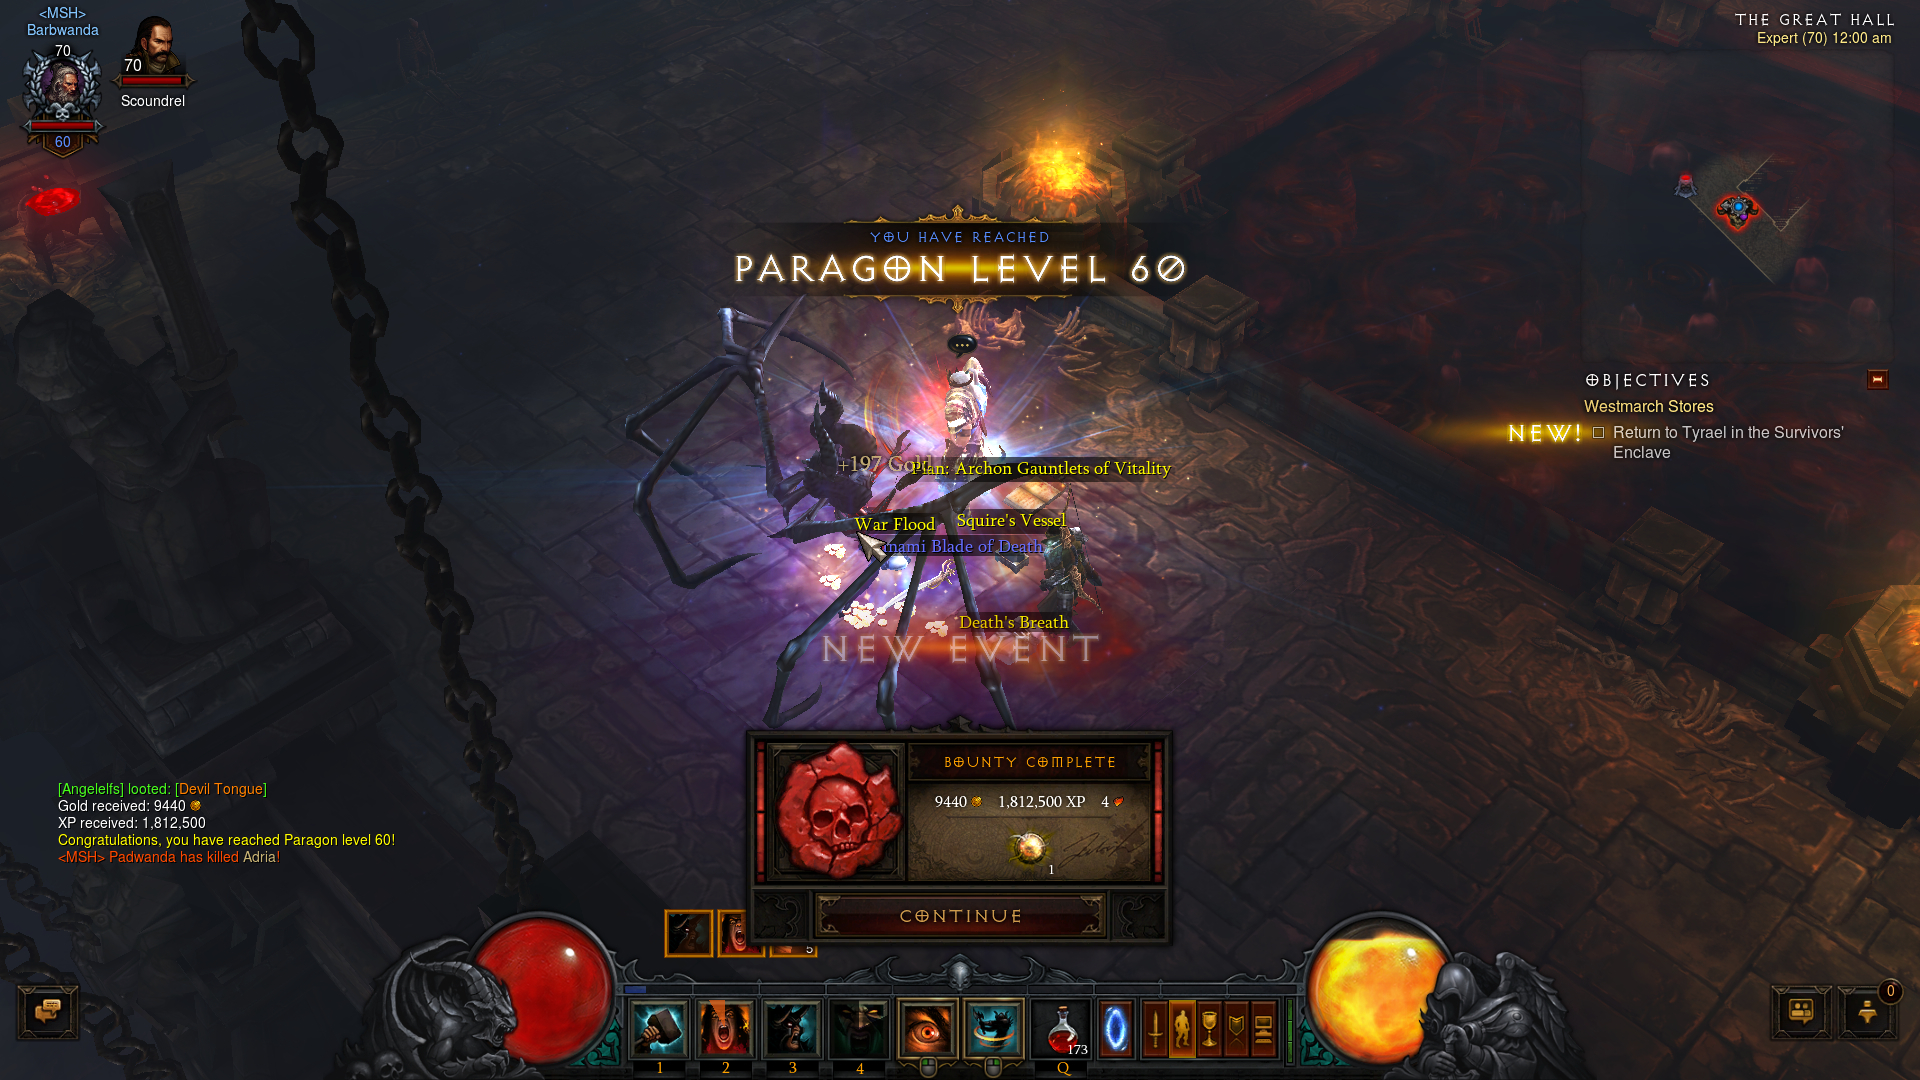 <MSH>
Barbwanda
70
60
70
Scoundrel
THE GREAT HALL
Expert (70) 12:00 am
YOU HAVE REACHED
PARAGON LEVEL 60
OBJECTIVES
Westmarch Stores
NEW!
Return to Tyrael in the Survivors'
Enclave
+197 Gold
Plan: Archon Gauntlets of Vitality
War Flood
Squire's Vessel
Blade of Death
Death's Breath
NEW EVENT
BOUNTY COMPLETE
9440 1,812,500 XP 4
1
CONTINUE
[Angelelfs] looted: [Devil Tongue]
Gold received: 9440
XP received: 1,812,500
Congratulations, you have reached Paragon level 60!
<MSH> Padwanda has killed Adria!
5
173
0
1 2 3 4 Q